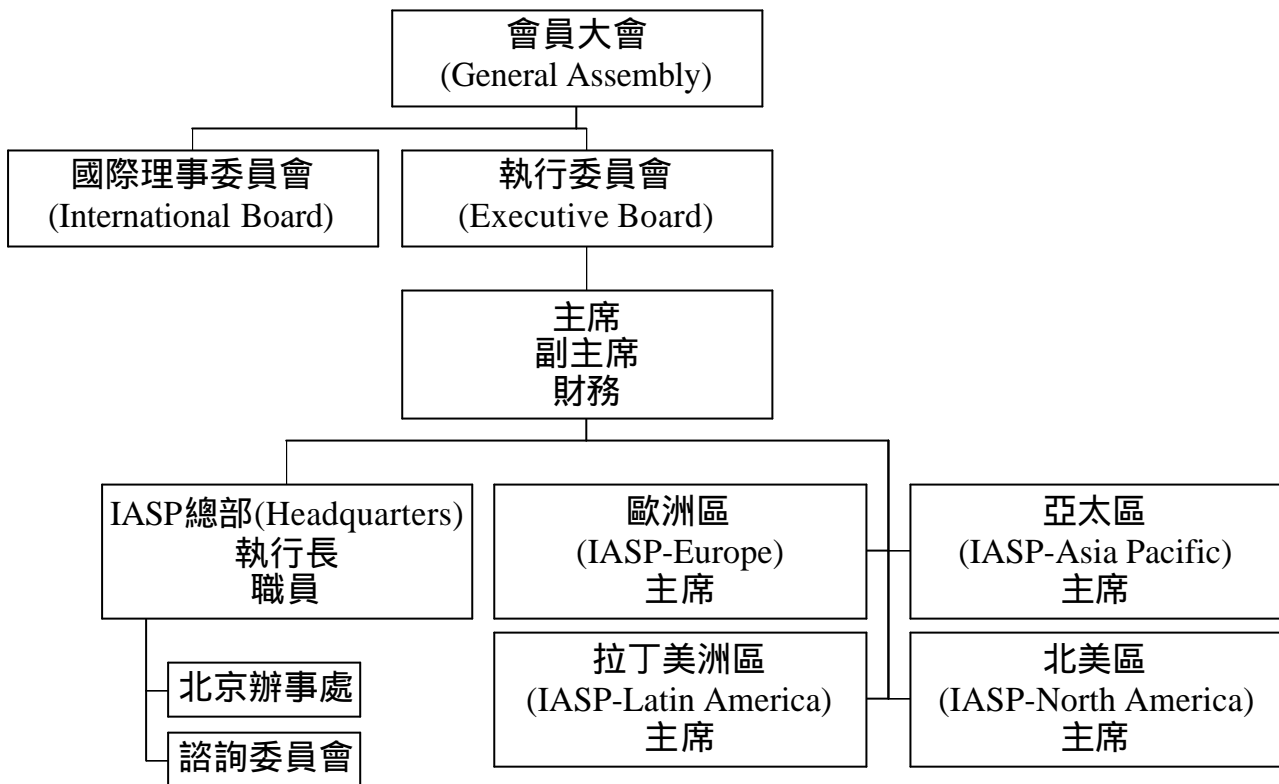 會員大會
(General Assembly)
國際理事委員會
(International Board)
執行委員會
(Executive Board)
主席
副主席
財務
IASP總部(Headquarters)
執行長
職員
歐洲區
(IASP-Europe)
主席
亞太區
(IASP-Asia Pacific)
主席
拉丁美洲區
(IASP-Latin America)
主席
北美區
(IASP-North America)
主席
北京辦事處
諮詢委員會